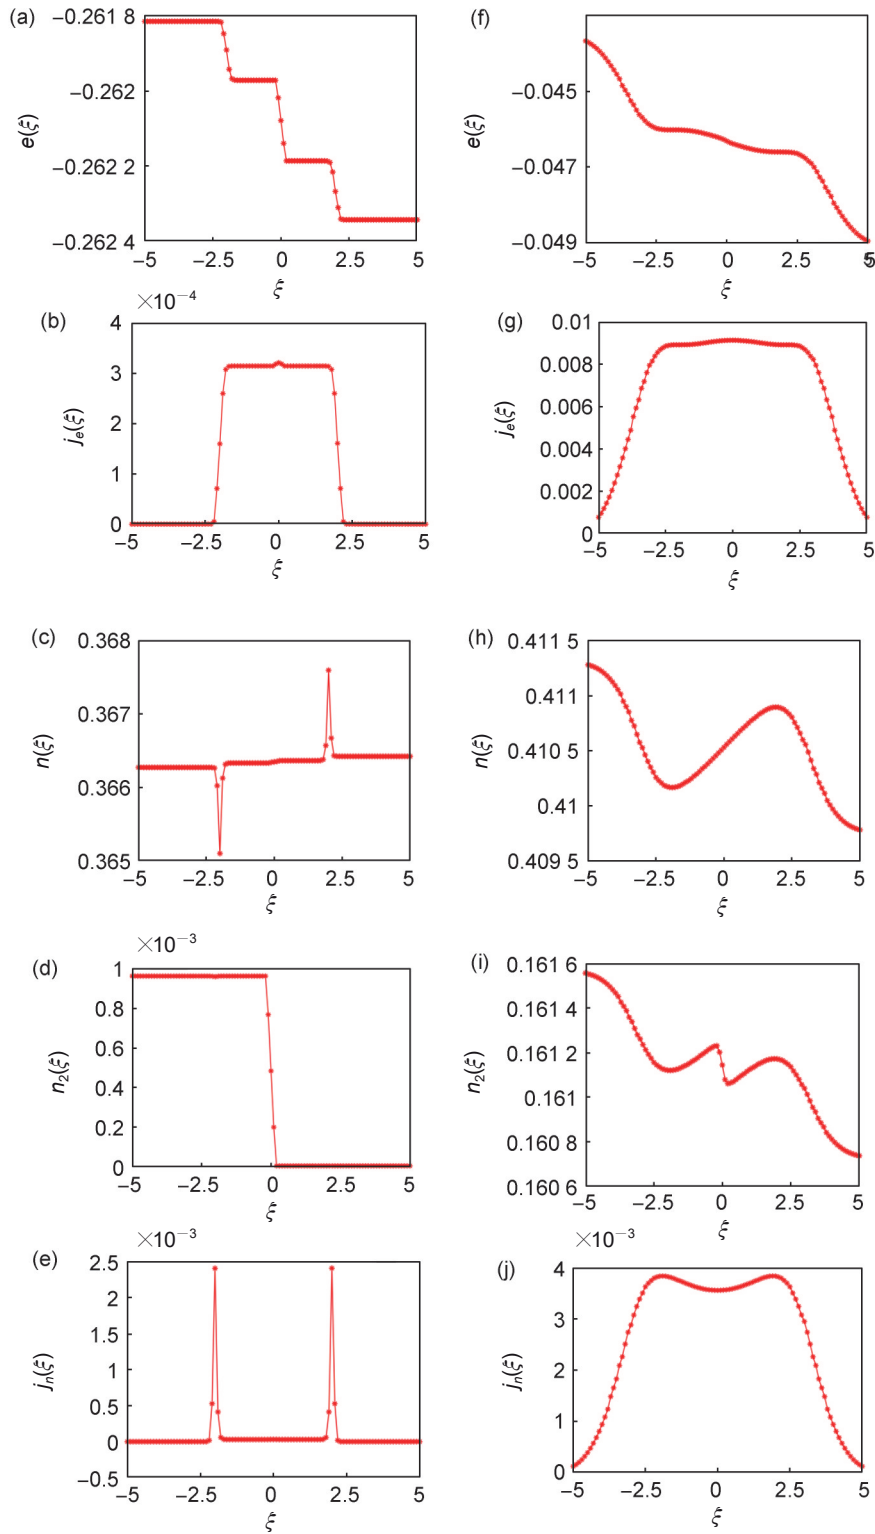 (a)
−0.261 8
−0.262
−0.262 2
−0.262 4
e(ξ)
−5 −2.5 0 2.5 5
ξ
(f)
−0.045
−0.047
−0.049
e(ξ)
−5 −2.5 0 2.5 5
ξ
(b)
×10−4
4
3
2
1
0
je(ξ)
−5 −2.5 0 2.5 5
ξ
(g)
0.01
0.008
0.006
0.004
0.002
0
je(ξ)
−5 −2.5 0 2.5 5
ξ
(c)
0.368
0.367
0.366
0.365
n(ξ)
−5 −2.5 0 2.5 5
ξ
(h)
0.411 5
0.411
0.410 5
0.41
0.409 5
n(ξ)
−5 −2.5 0 2.5 5
ξ
(d)
×10−3
1
0.8
0.6
0.4
0.2
0
n2(ξ)
−5 −2.5 0 2.5 5
ξ
(i)
0.161 6
0.161 4
0.161 2
0.161
0.160 8
0.160 6
n2(ξ)
−5 −2.5 0 2.5 5
ξ
(e)
×10−3
2.5
2
1.5
1
0.5
0
−0.5
jn(ξ)
−5 −2.5 0 2.5 5
ξ
(j)
×10−3
4
3
2
1
0
jn(ξ)
−5 −2.5 0 2.5 5
ξ